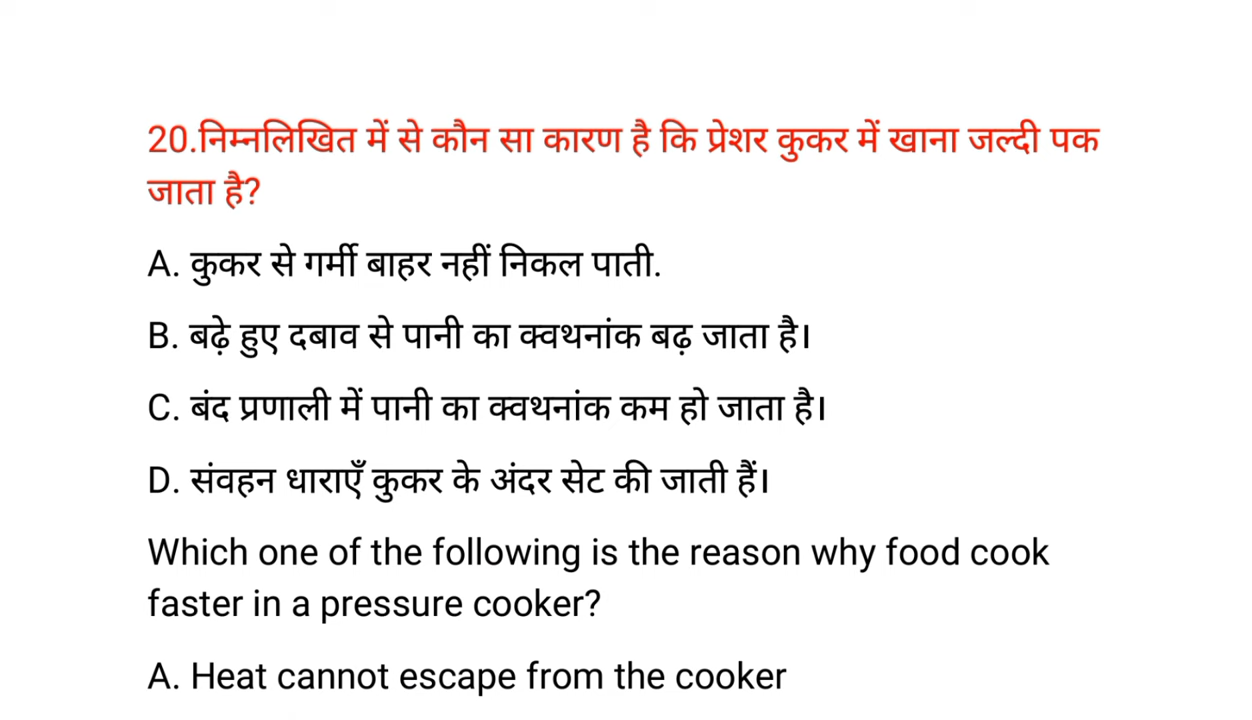 20.निम्नलिखित में से कौन सा कारण है कि प्रेशर कुकर में खाना जल्दी पक
जाता है?
A. कुकर से गर्मी बाहर नहीं निकल पाती.
B. बढ़े हुए दबाव से पानी का क्वथनांक बढ़ जाता है।
C. बंद प्रणाली में पानी का क्वथनांक कम हो जाता है।
D. संवहन धाराएँ कुकर के अंदर सेट की जाती हैं।
Which one of the following is the reason why food cook
faster in a pressure cooker?
A. Heat cannot escape from the cooker